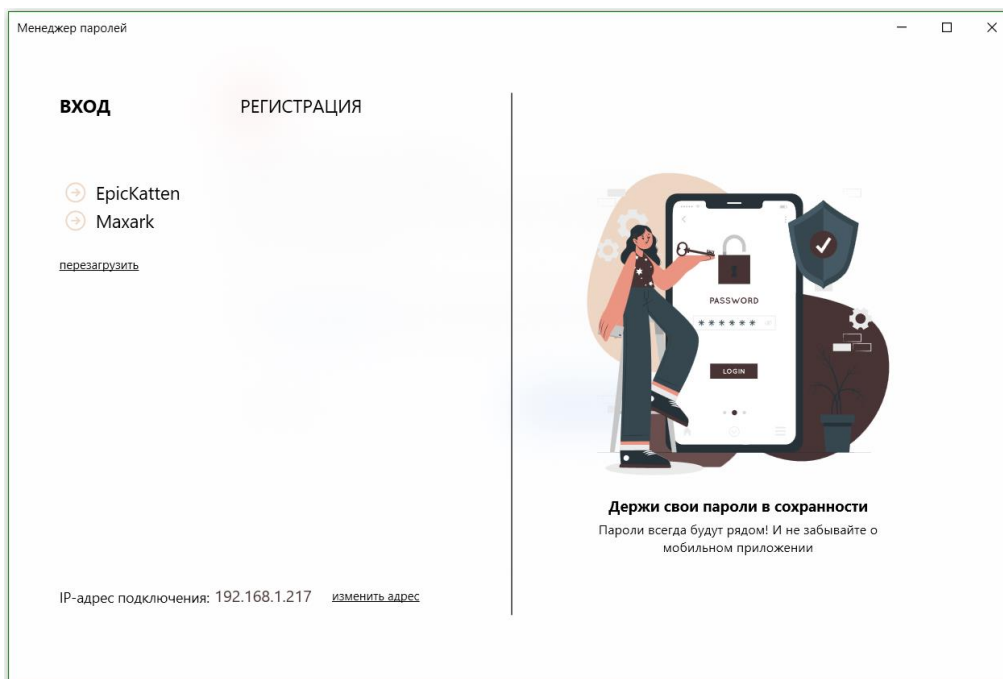 Менеджер паролей
ВХОД РЕГИСТРАЦИЯ
EpicKatten
Maxark
перезагрузить
IP-адрес подключения: 192.168.1.217 изменить адрес
PASSWORD
******
LOGIN
Держи свои пароли в сохранности
Пароли всегда будут рядом! И не забывайте о
мобильном приложении